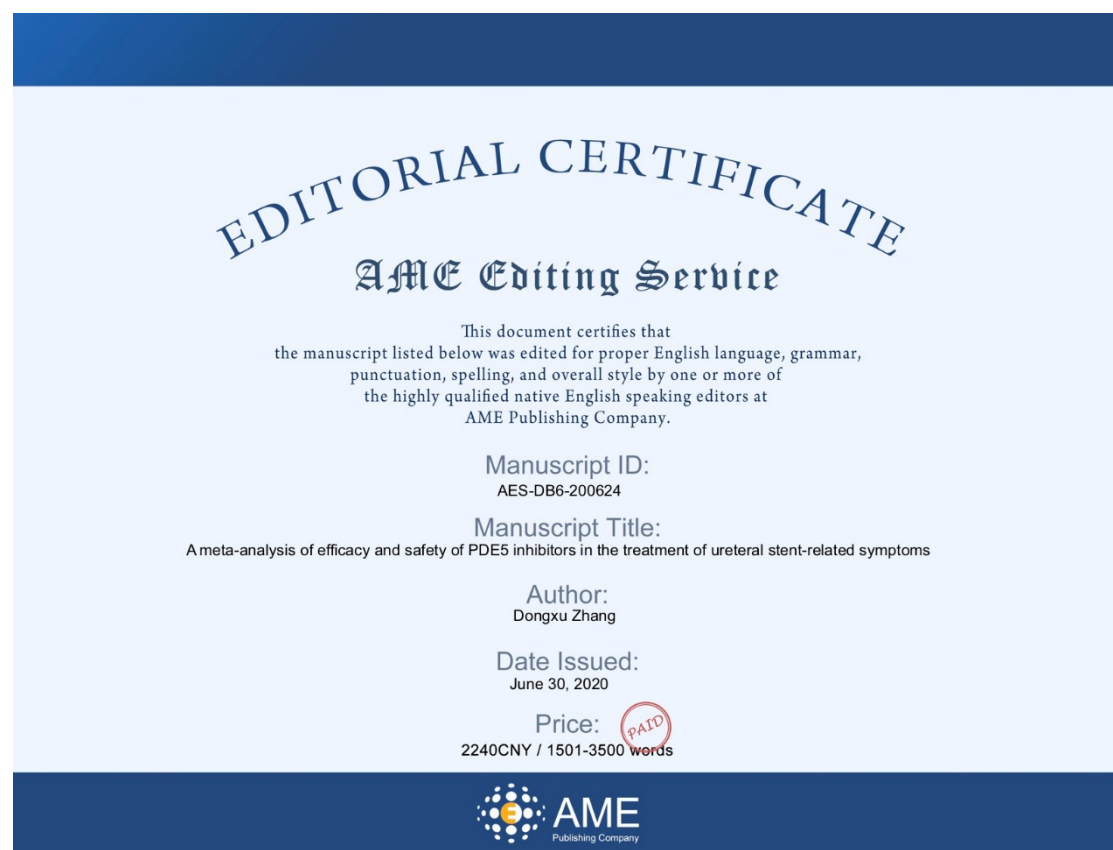 EDITORIAL CERTIFICATE
AME Editing Service
This document certifies that
the manuscript listed below was edited for proper English language, grammar,
punctuation, spelling, and overall style by one or more of
the highly qualified native English speaking editors at
AME Publishing Company.
Manuscript ID:
AES-DB6-200624
Manuscript Title:
A meta-analysis of efficacy and safety of PDE5 inhibitors in the treatment of ureteral stent-related symptoms
Author:
Dongxu Zhang
Date Issued:
June 30, 2020
Price:
PAID
2240CNY / 1501-3500 words
E
AME
Publishing Company